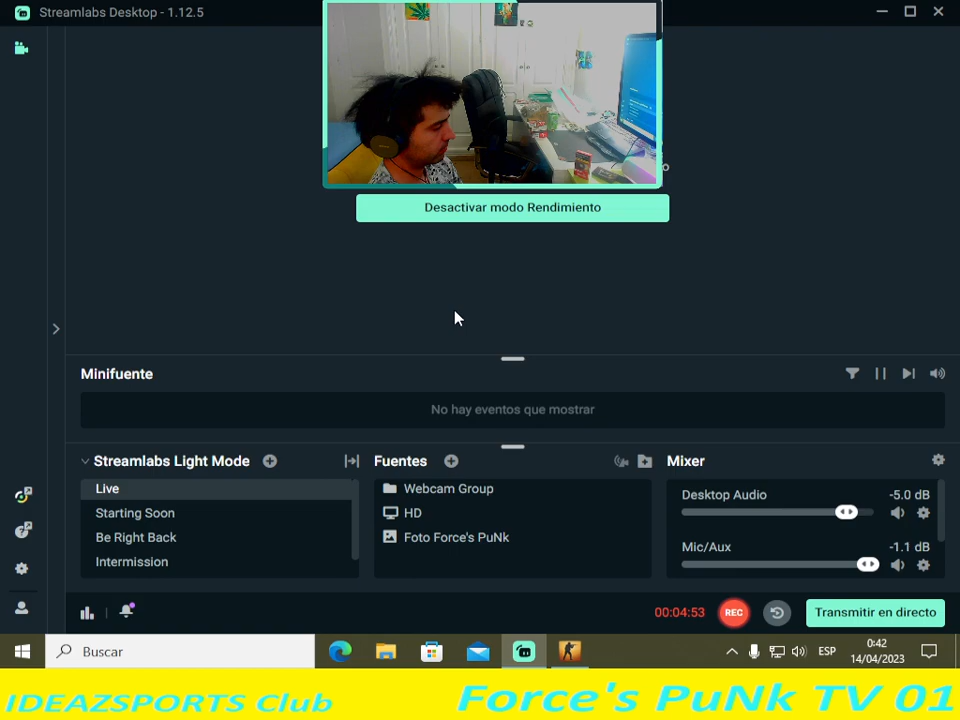 Streamlabs Desktop - 1.12.5
Desactivar modo Rendimiento
Minifuente
No hay eventos que mostrar
Streamlabs Light Mode
Live
Starting Soon
Be Right Back
Intermission
Fuentes
Webcam Group
HD
Foto Force's PuNk
Mixer
Desktop Audio -5.0 dB
Mic/Aux -1.1 dB
00:04:53 REC Transmitir en directo
Buscar
ESP
0:42
14/04/2023
IDEAZSPORTS Club
Force's PuNk TV 01